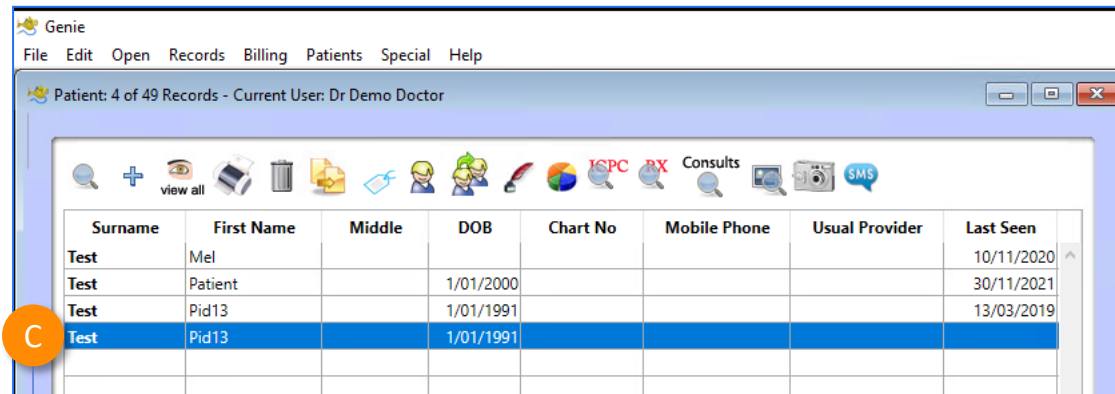 Genie
File Edit Open Records Billing Patients Special Help
Patient: 4 of 49 Records - Current User: Dr Demo Doctor
view all ICPC RX Consults SMS
Surname First Name Middle DOB Chart No Mobile Phone Usual Provider Last Seen
Test Mel 10/11/2020
Test Patient 1/01/2000 30/11/2021
Test Pid13 1/01/1991 13/03/2019
C Test Pid13 1/01/1991